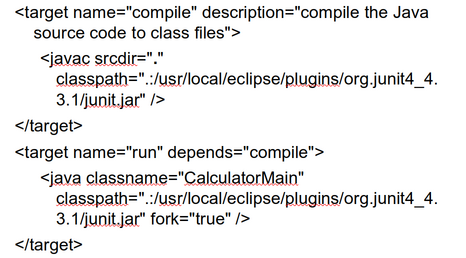 <target name="compile" description="compile the Java
source code to class files">
<javac srcdir="."
classpath=".:/usr/local/eclipse/plugins/org.junit4_4.
3.1/junit.jar" />
</target>
<target name="run" depends="compile">
<java classname="CalculatorMain"
classpath=".:/usr/local/eclipse/plugins/org.junit4_4.
3.1/junit.jar" fork="true" />
</target>